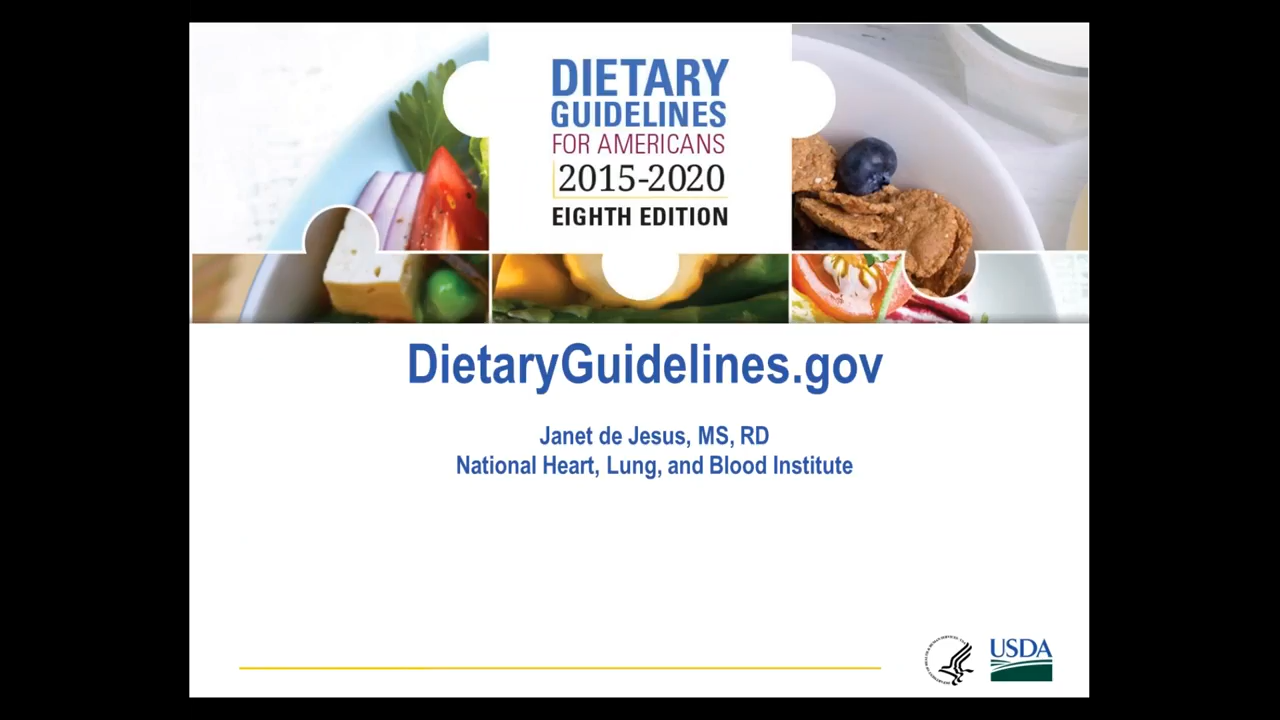 DIETARY
GUIDELINES
FOR AMERICANS
2015-2020
EIGHTH EDITION
DietaryGuidelines.gov
Janet de Jesus, MS, RD
National Heart, Lung, and Blood Institute
USDA